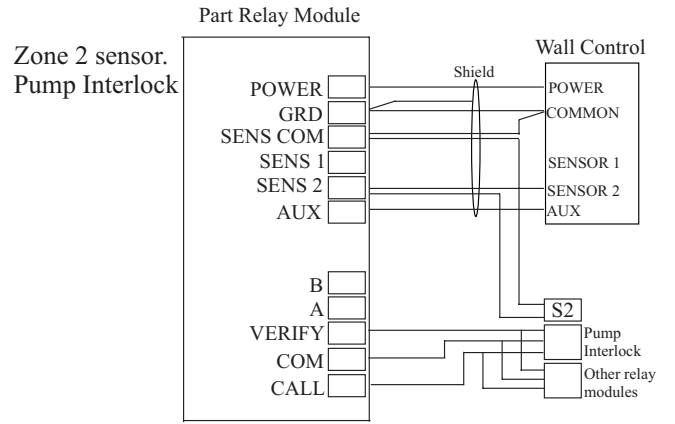 Part Relay Module
Zone 2 sensor.
Pump Interlock
Wall Control
Shield
POWER
GRD
SENS COM
SENS 1
SENS 2
AUX
B
A
VERIFY
COM
CALL
POWER
COMMON
SENSOR 1
SENSOR 2
AUX
S2
Pump
Interlock
Other relay
modules